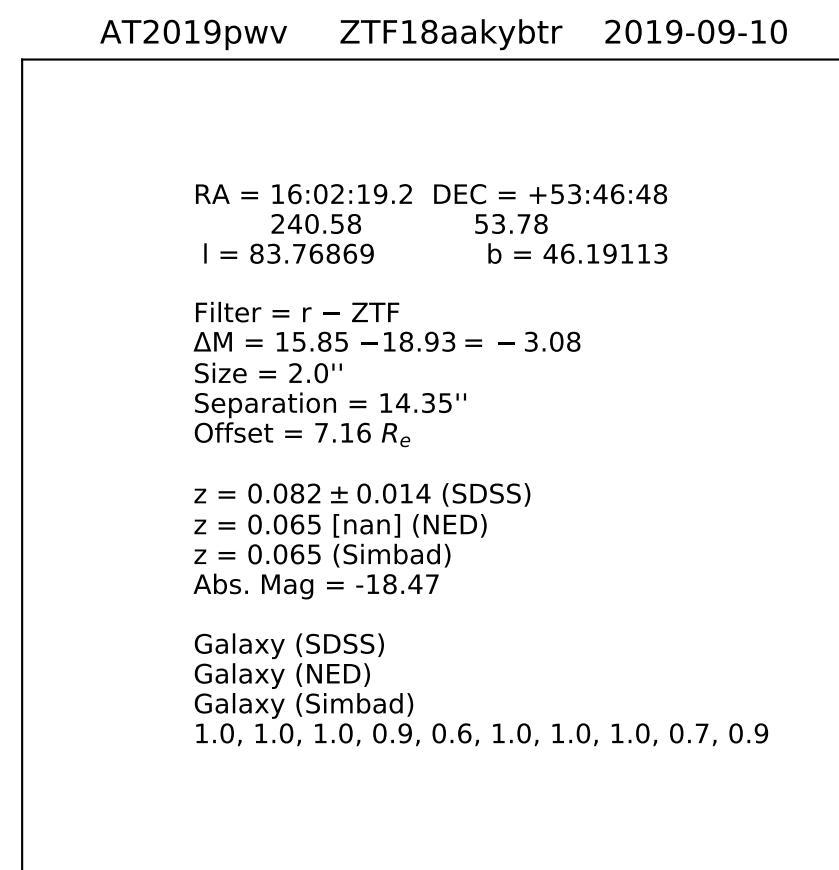 AT2019pwv ZTF18aakybtr 2019-09-10
RA = 16:02:19.2 DEC = +53:46:48
240.58 53.78
l = 83.76869 b = 46.19113
Filter = r − ZTF
ΔM = 15.85 −18.93 = − 3.08
Size = 2.0''
Separation = 14.35''
Offset = 7.16 Rₑ
z = 0.082 ± 0.014 (SDSS)
z = 0.065 [nan] (NED)
z = 0.065 (Simbad)
Abs. Mag = -18.47
Galaxy (SDSS)
Galaxy (NED)
Galaxy (Simbad)
1.0, 1.0, 1.0, 0.9, 0.6, 1.0, 1.0, 1.0, 0.7, 0.9